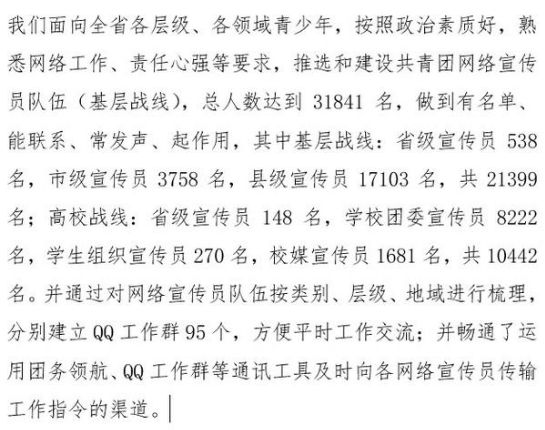 我们面向全省各层级、各领域青少年，按照政治素质好，熟
悉网络工作、责任心强等要求，推选和建设共青团网络宣传
员队伍（基层战线），总人数达到 31841 名，做到有名单、
能联系、常发声、起作用，其中基层战线：省级宣传员 538
名，市级宣传员 3758 名，县级宣传员 17103 名，共 21399
名；高校战线：省级宣传员 148 名，学校团委宣传员 8222
名，学生组织宣传员 270 名，校媒宣传员 1681 名，共 10442
名。并通过对网络宣传员队伍按类别、层级、地域进行梳理，
分别建立 QQ 工作群 95 个，方便平时工作交流；并畅通了运
用团务领航、QQ 工作群等通讯工具及时向各网络宣传员传输
工作指令的渠道。